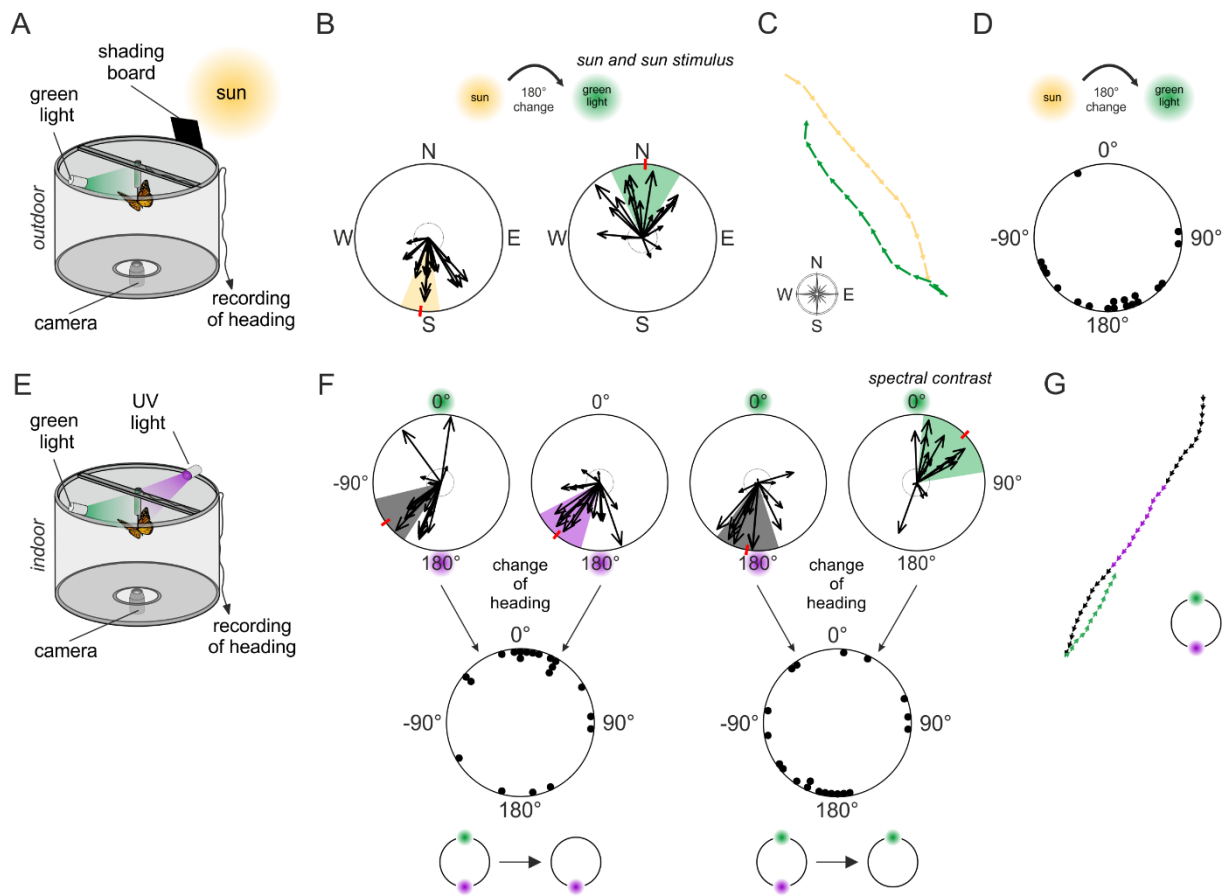 A
shading
board
green
light
sun
outdoor
camera
recording
of heading
B
sun and sun stimulus
sun
180°
change
green
light
N
W
E
S
N
W
E
S
C
N
W
E
S
D
sun
180°
change
green
light
0°
-90°
90°
180°
E
UV
light
green
light
indoor
camera
recording
of heading
F
spectral contrast
0°
0°
0°
0°
-90°
90°
180°
180°
180°
180°
change
of
heading
change
of
heading
0°
-90°
90°
180°
0°
-90°
90°
180°
G